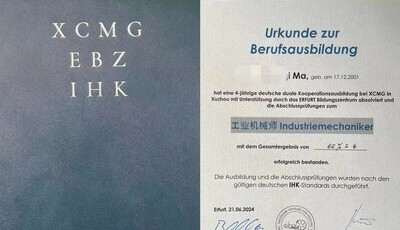 XCMG
EBZ
IHK
Urkunde zur
Berufsausbildung
i Ma, geb. am 17.12.2001
hat eine 4-jährige deutsche duale Kooperationsausbildung bei XCMG in
Xuzhou mit Unterstützung durch das ERFURT Bildungszentrum absolviert und
die Abschlussprüfungen zum
工业机械师 Industriemechaniker
mit dem Gesamtergebnis von
erfolgreich bestanden.
Die Ausbildung und die Abschlussprüfungen wurden nach den
gültigen deutschen IHK-Standards durchgeführt.
Erfurt, 21.06.2024